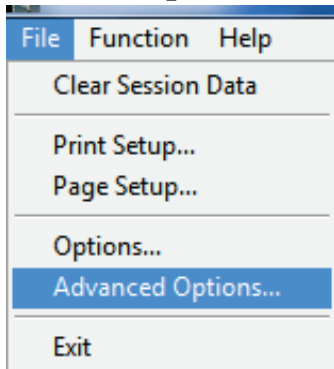 File Function Help
Clear Session Data
Print Setup...
Page Setup...
Options...
Advanced Options...
Exit